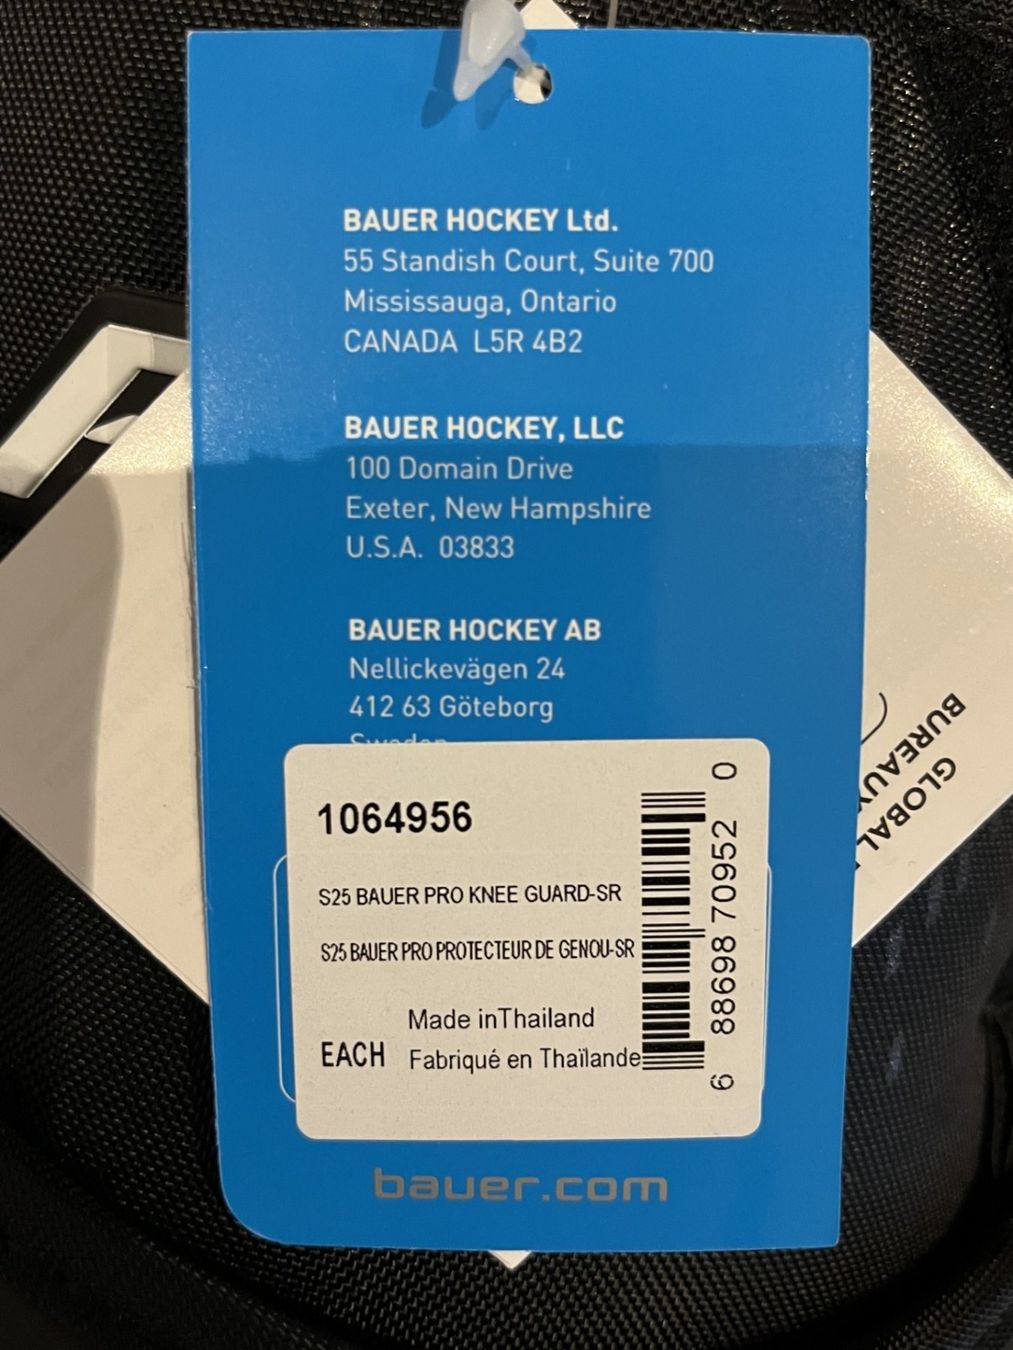 BAUER HOCKEY Ltd.
55 Standish Court, Suite 700
Mississauga, Ontario
CANADA L5R 4B2
BAUER HOCKEY, LLC
100 Domain Drive
Exeter, New Hampshire
U.S.A. 03833
BAUER HOCKEY AB
Nellickevägen 24
412 63 Göteborg
Sweden
1064956
S25 BAUER PRO KNEE GUARD-SR
S25 BAUER PRO PROTECTEUR DE GENOU-SR
Made inThailand
EACH Fabriqué en Thaïlande
6 88698 70952 0
bauer.com
GLOBAL
BUREAUX